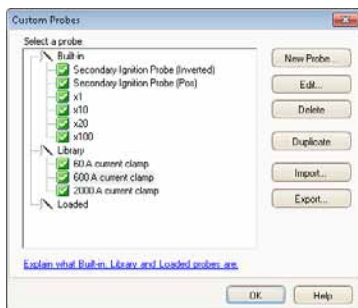 Custom Probes
Select a probe
Built-in
Secondary Ignition Probe (Inverted)
Secondary Ignition Probe (Pos)
x1
x10
x20
x100
Library
60 A current clamp
600 A current clamp
2000 A current clamp
Loaded
New Probe...
Edit...
Delete
Duplicate
Import...
Export...
Explain what Built-in, Library and Loaded probes are.
OK
Help